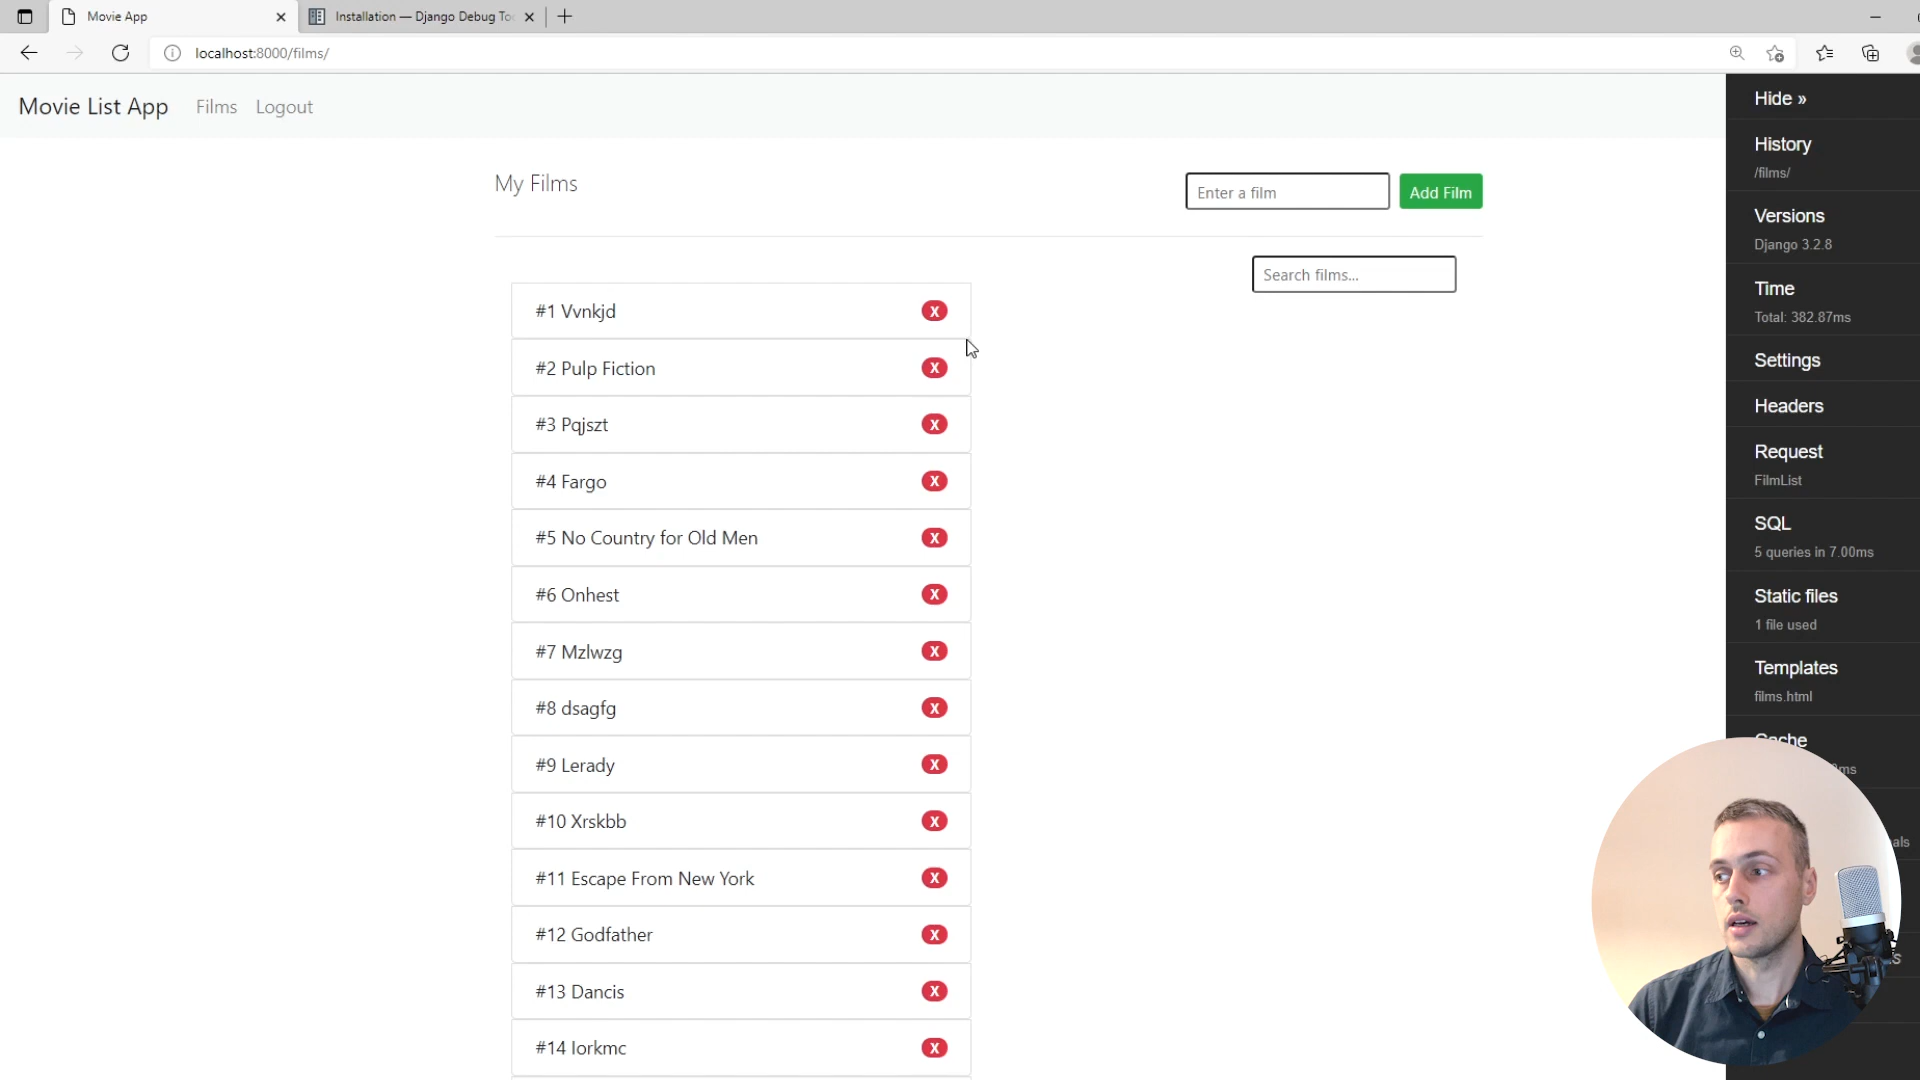 Movie App
Installation — Django Debug To
localhost:8000/films/
Movie List App Films Logout
My Films
Enter a film
Add Film
Search films...
#1 Vvnkjd X
#2 Pulp Fiction X
#3 Pqjszt X
#4 Fargo X
#5 No Country for Old Men X
#6 Onhest X
#7 Mzlwzg X
#8 dsagfg X
#9 Lerady X
#10 Xrskbb X
#11 Escape From New York X
#12 Godfather X
#13 Dancis X
#14 Iorkmc X
Hide »
History
/films/
Versions
Django 3.2.8
Time
Total: 382.87ms
Settings
Headers
Request
FilmList
SQL
5 queries in 7.00ms
Static files
1 file used
Templates
films.html
Cache
ms
als